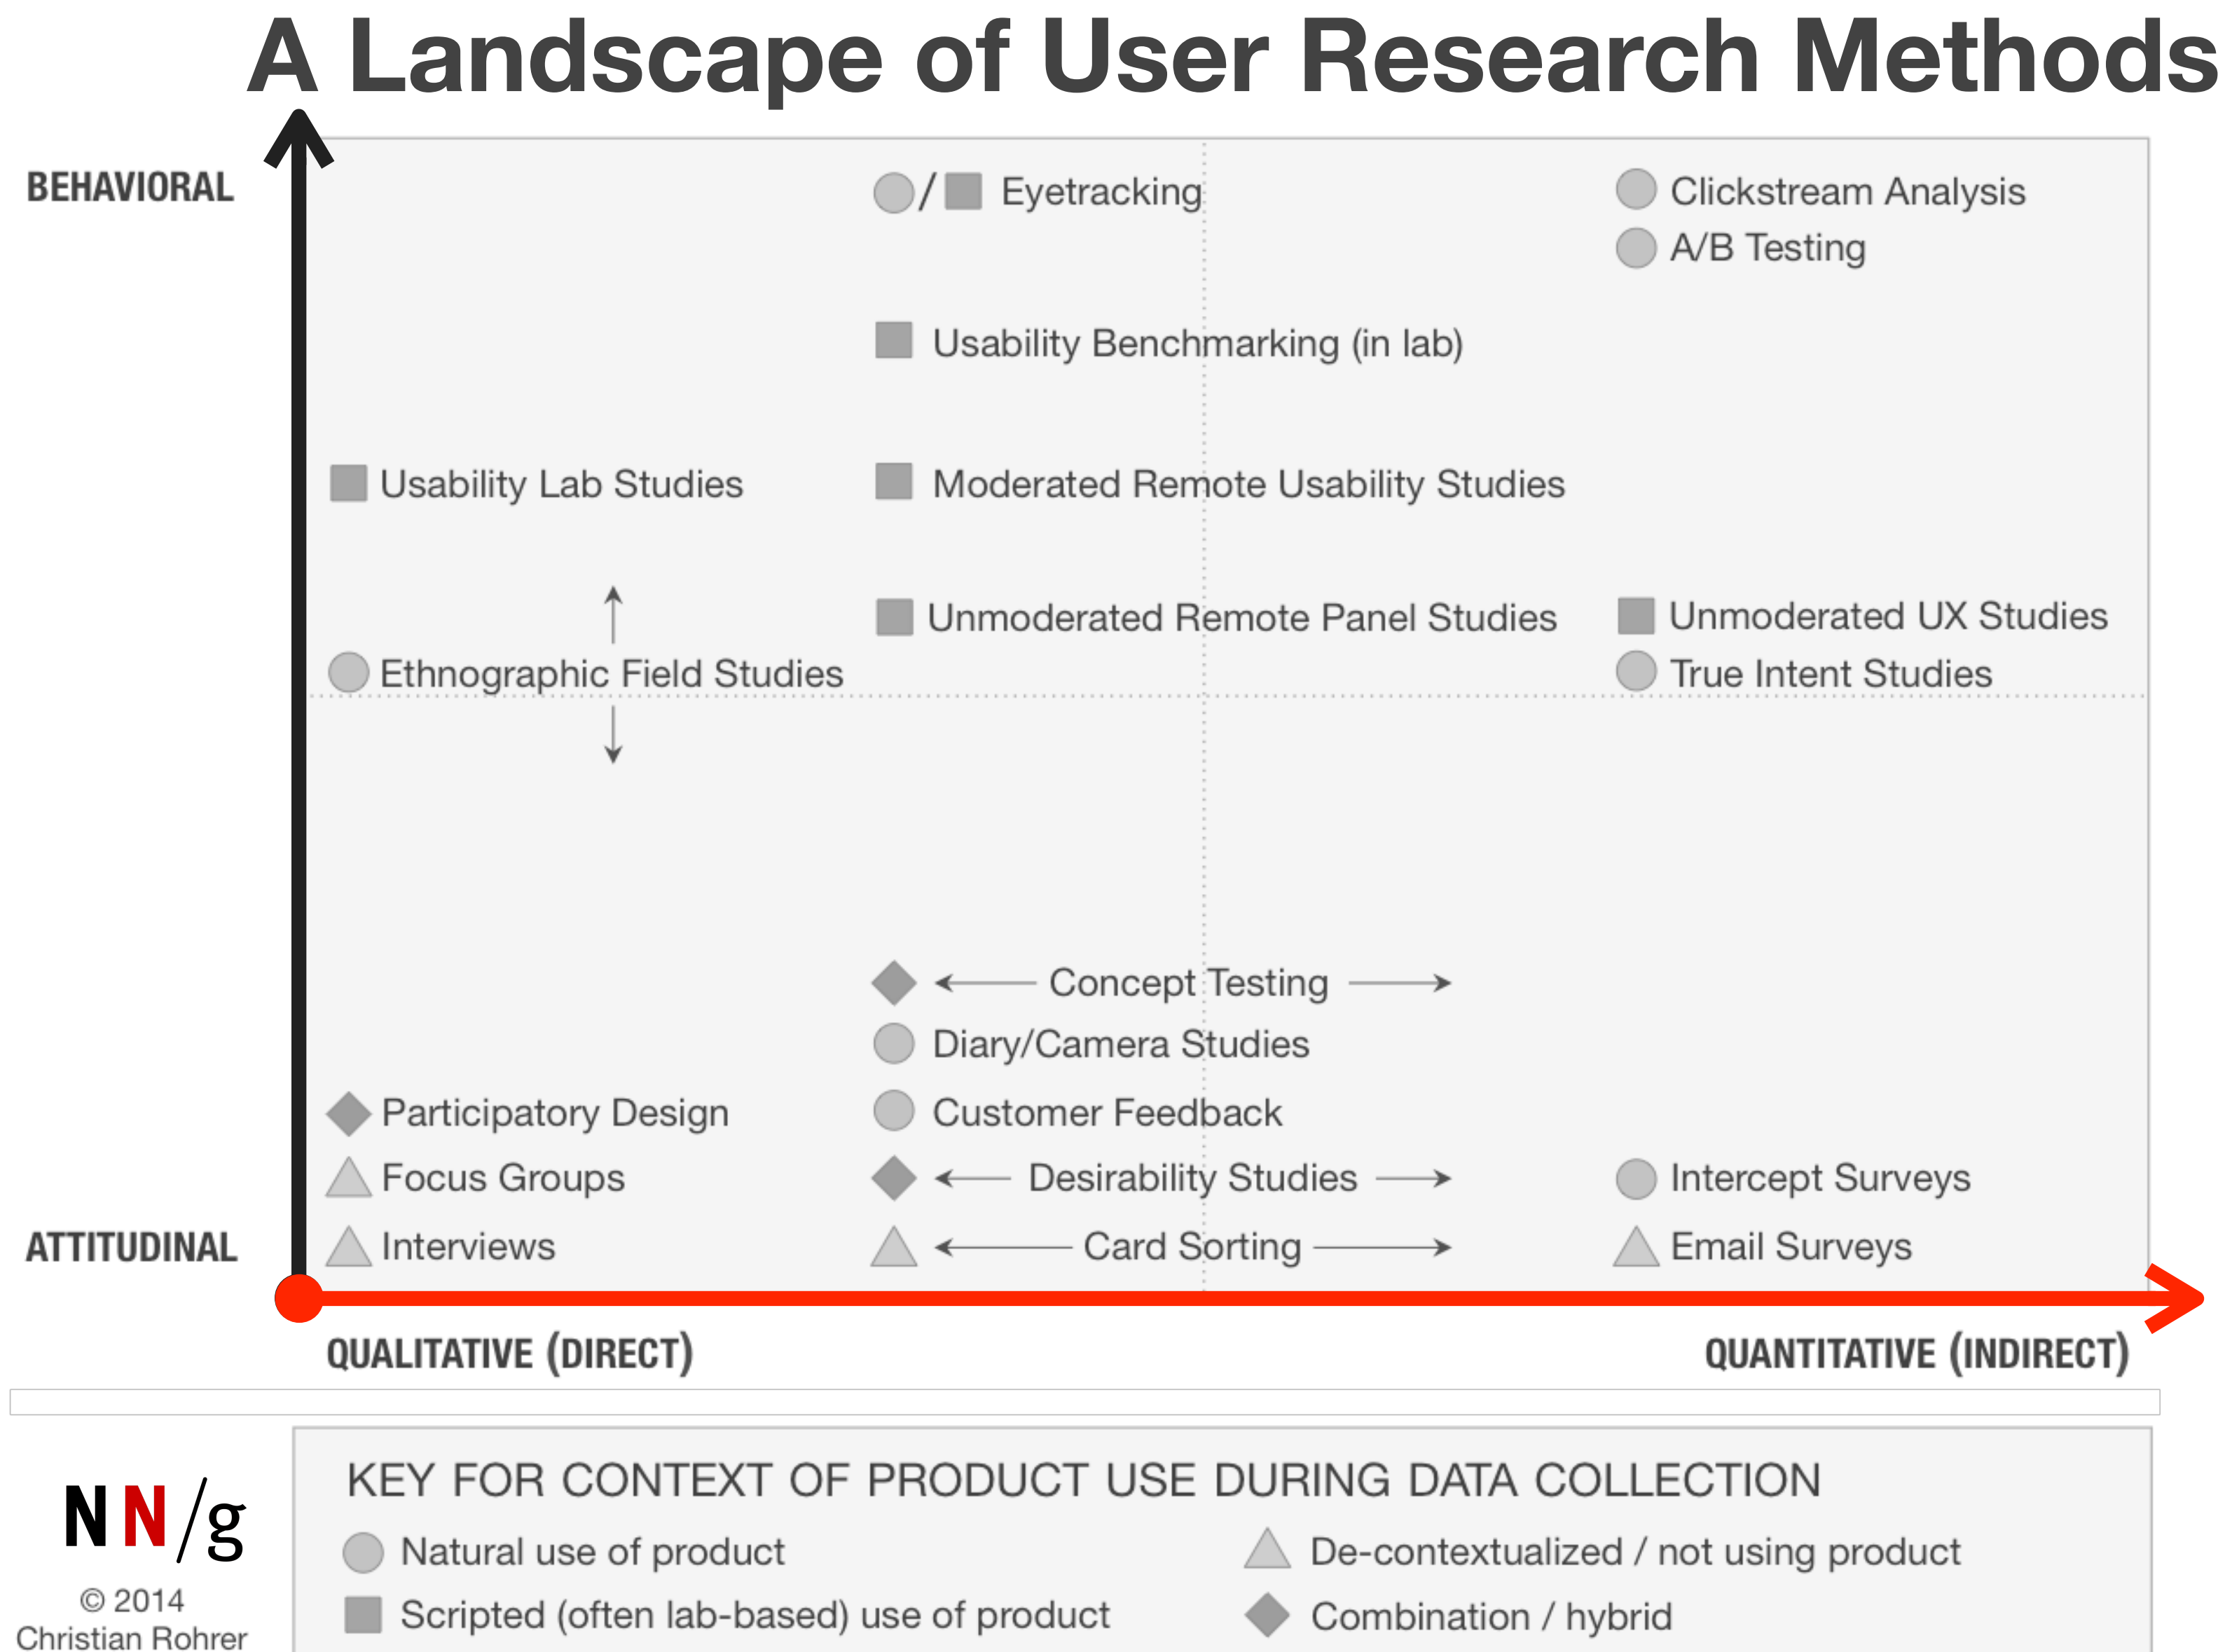 A Landscape of User Research Methods
BEHAVIORAL
/ Eyetracking
Clickstream Analysis
A/B Testing
Usability Benchmarking (in lab)
Usability Lab Studies
Moderated Remote Usability Studies
Unmoderated Remote Panel Studies
Unmoderated UX Studies
Ethnographic Field Studies
True Intent Studies
Concept Testing
Diary/Camera Studies
Participatory Design
Customer Feedback
Focus Groups
Desirability Studies
Intercept Surveys
ATTITUDINAL
Interviews
Card Sorting
Email Surveys
QUALITATIVE (DIRECT)
QUANTITATIVE (INDIRECT)
KEY FOR CONTEXT OF PRODUCT USE DURING DATA COLLECTION
NN/g
Natural use of product
De-contextualized / not using product
© 2014
Scripted (often lab-based) use of product
Combination / hybrid
Christian Rohrer